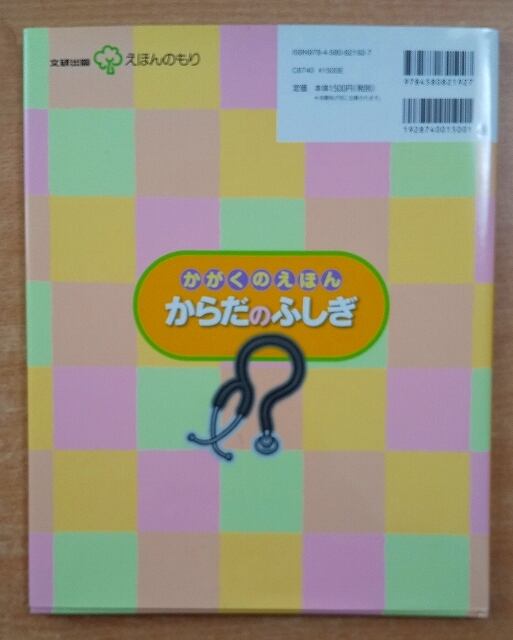 文研出版 えほんのもり
ISBN978-4-580-82192-7
C8740 ¥1500E
定価 本体1500円(税別)
9784580821927
1928740015001
かがくのえほん
からだのふしぎ